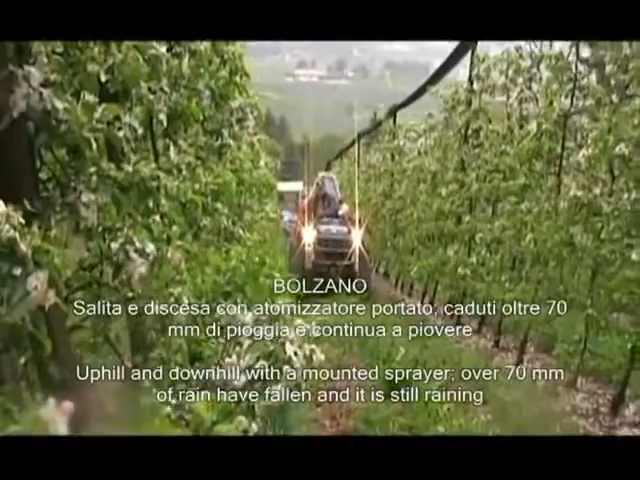 BOLZANO
Salita e discesa con atomizzatore portato; caduti oltre 70
mm di pioggia e continua a piovere
Uphill and downhill with a mounted sprayer; over 70 mm
of rain have fallen and it is still raining